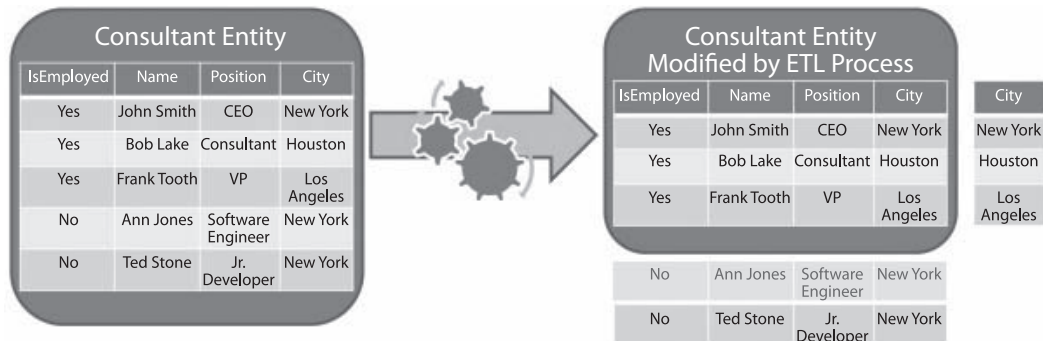 Consultant Entity
IsEmployed Name Position City
Yes John Smith CEO New York
Yes Bob Lake Consultant Houston
Yes Frank Tooth VP Los
Angeles
No Ann Jones Software New York
Engineer
No Ted Stone Jr. New York
Developer
Consultant Entity
Modified by ETL Process
IsEmployed Name Position City
Yes John Smith CEO New York
Yes Bob Lake Consultant Houston
Yes Frank Tooth VP Los
Angeles
No Ann Jones Software New York
Engineer
No Ted Stone Jr. New York
Developer
City
New York
Houston
Los
Angeles